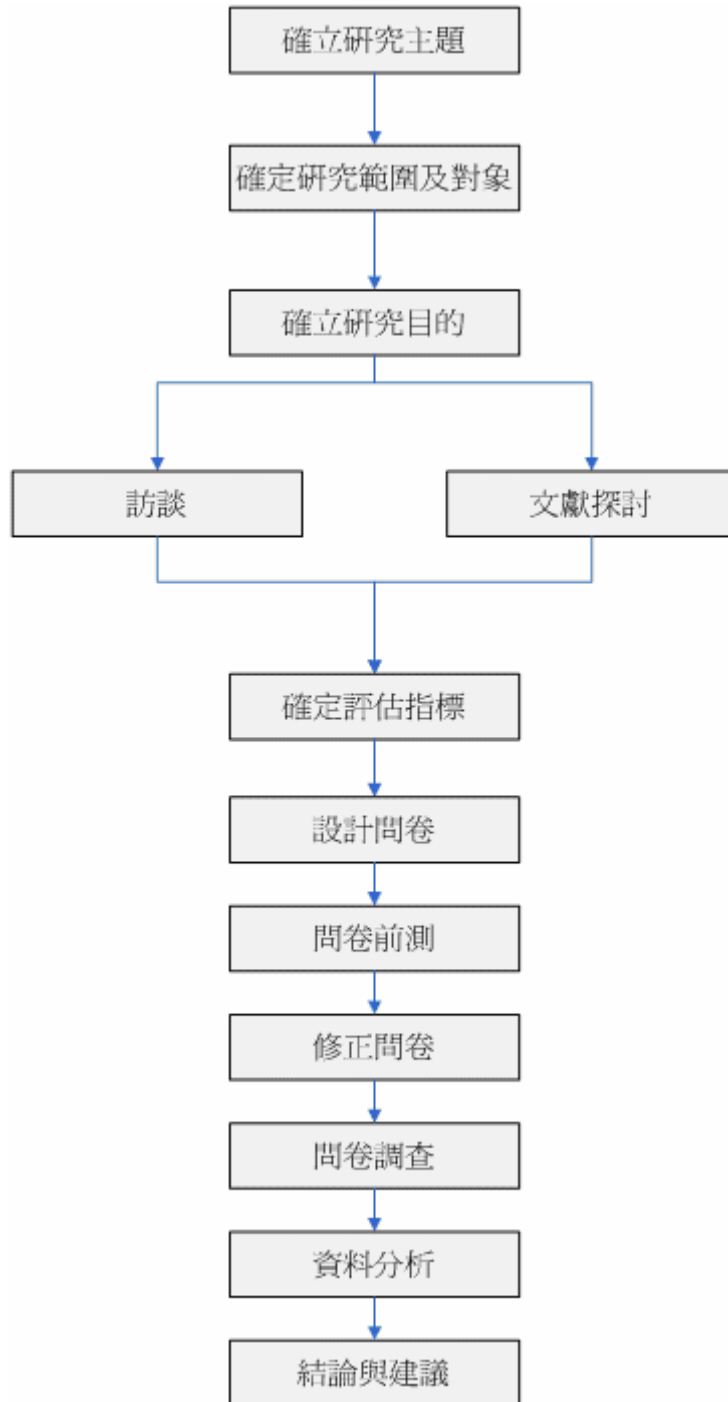 確立研究主題
確定研究範圍及對象
確立研究目的
訪談
文獻探討
確定評估指標
設計問卷
問卷前測
修正問卷
問卷調查
資料分析
結論與建議